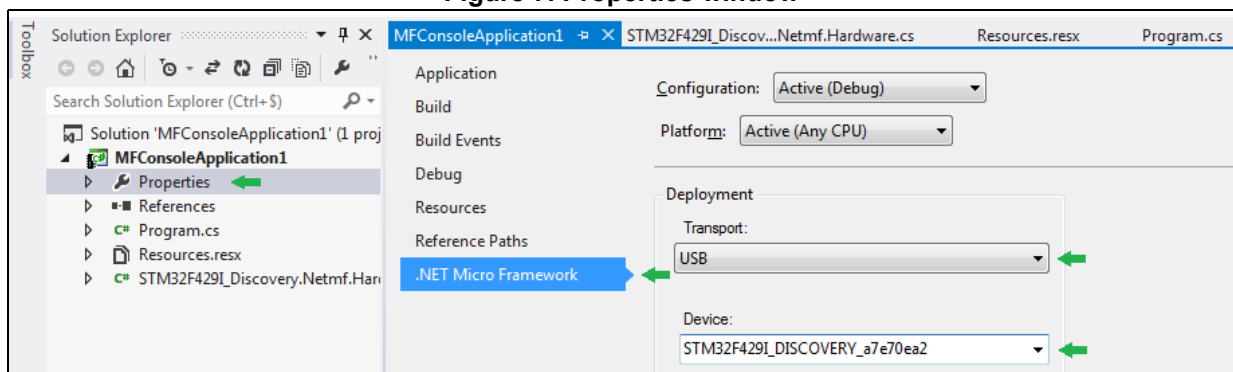 Toolbox
Solution Explorer
Search Solution Explorer (Ctrl+$)
Solution 'MFConsoleApplication1' (1 proj
MFConsoleApplication1
Properties
References
C# Program.cs
Resources.resx
C# STM32F429I_Discovery.Netmf.Har
MFConsoleApplication1 STM32F429I_Discov...Netmf.Hardware.cs Resources.resx Program.cs
Application
Build
Build Events
Debug
Resources
Reference Paths
.NET Micro Framework
Configuration: Active (Debug)
Platform: Active (Any CPU)
Deployment
Transport:
USB
Device:
STM32F429I_DISCOVERY_a7e70ea2